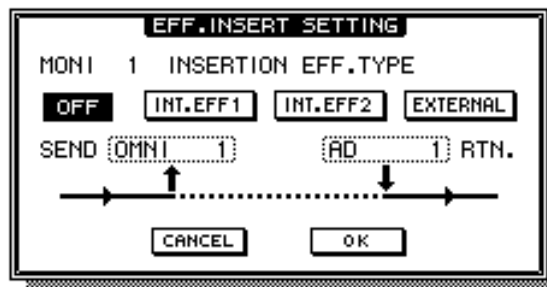 EFF.INSERT SETTING
MONI 1 INSERTION EFF.TYPE
OFF INT.EFF1 INT.EFF2 EXTERNAL
SEND OMNI 1 AD 1 RTN.
CANCEL OK